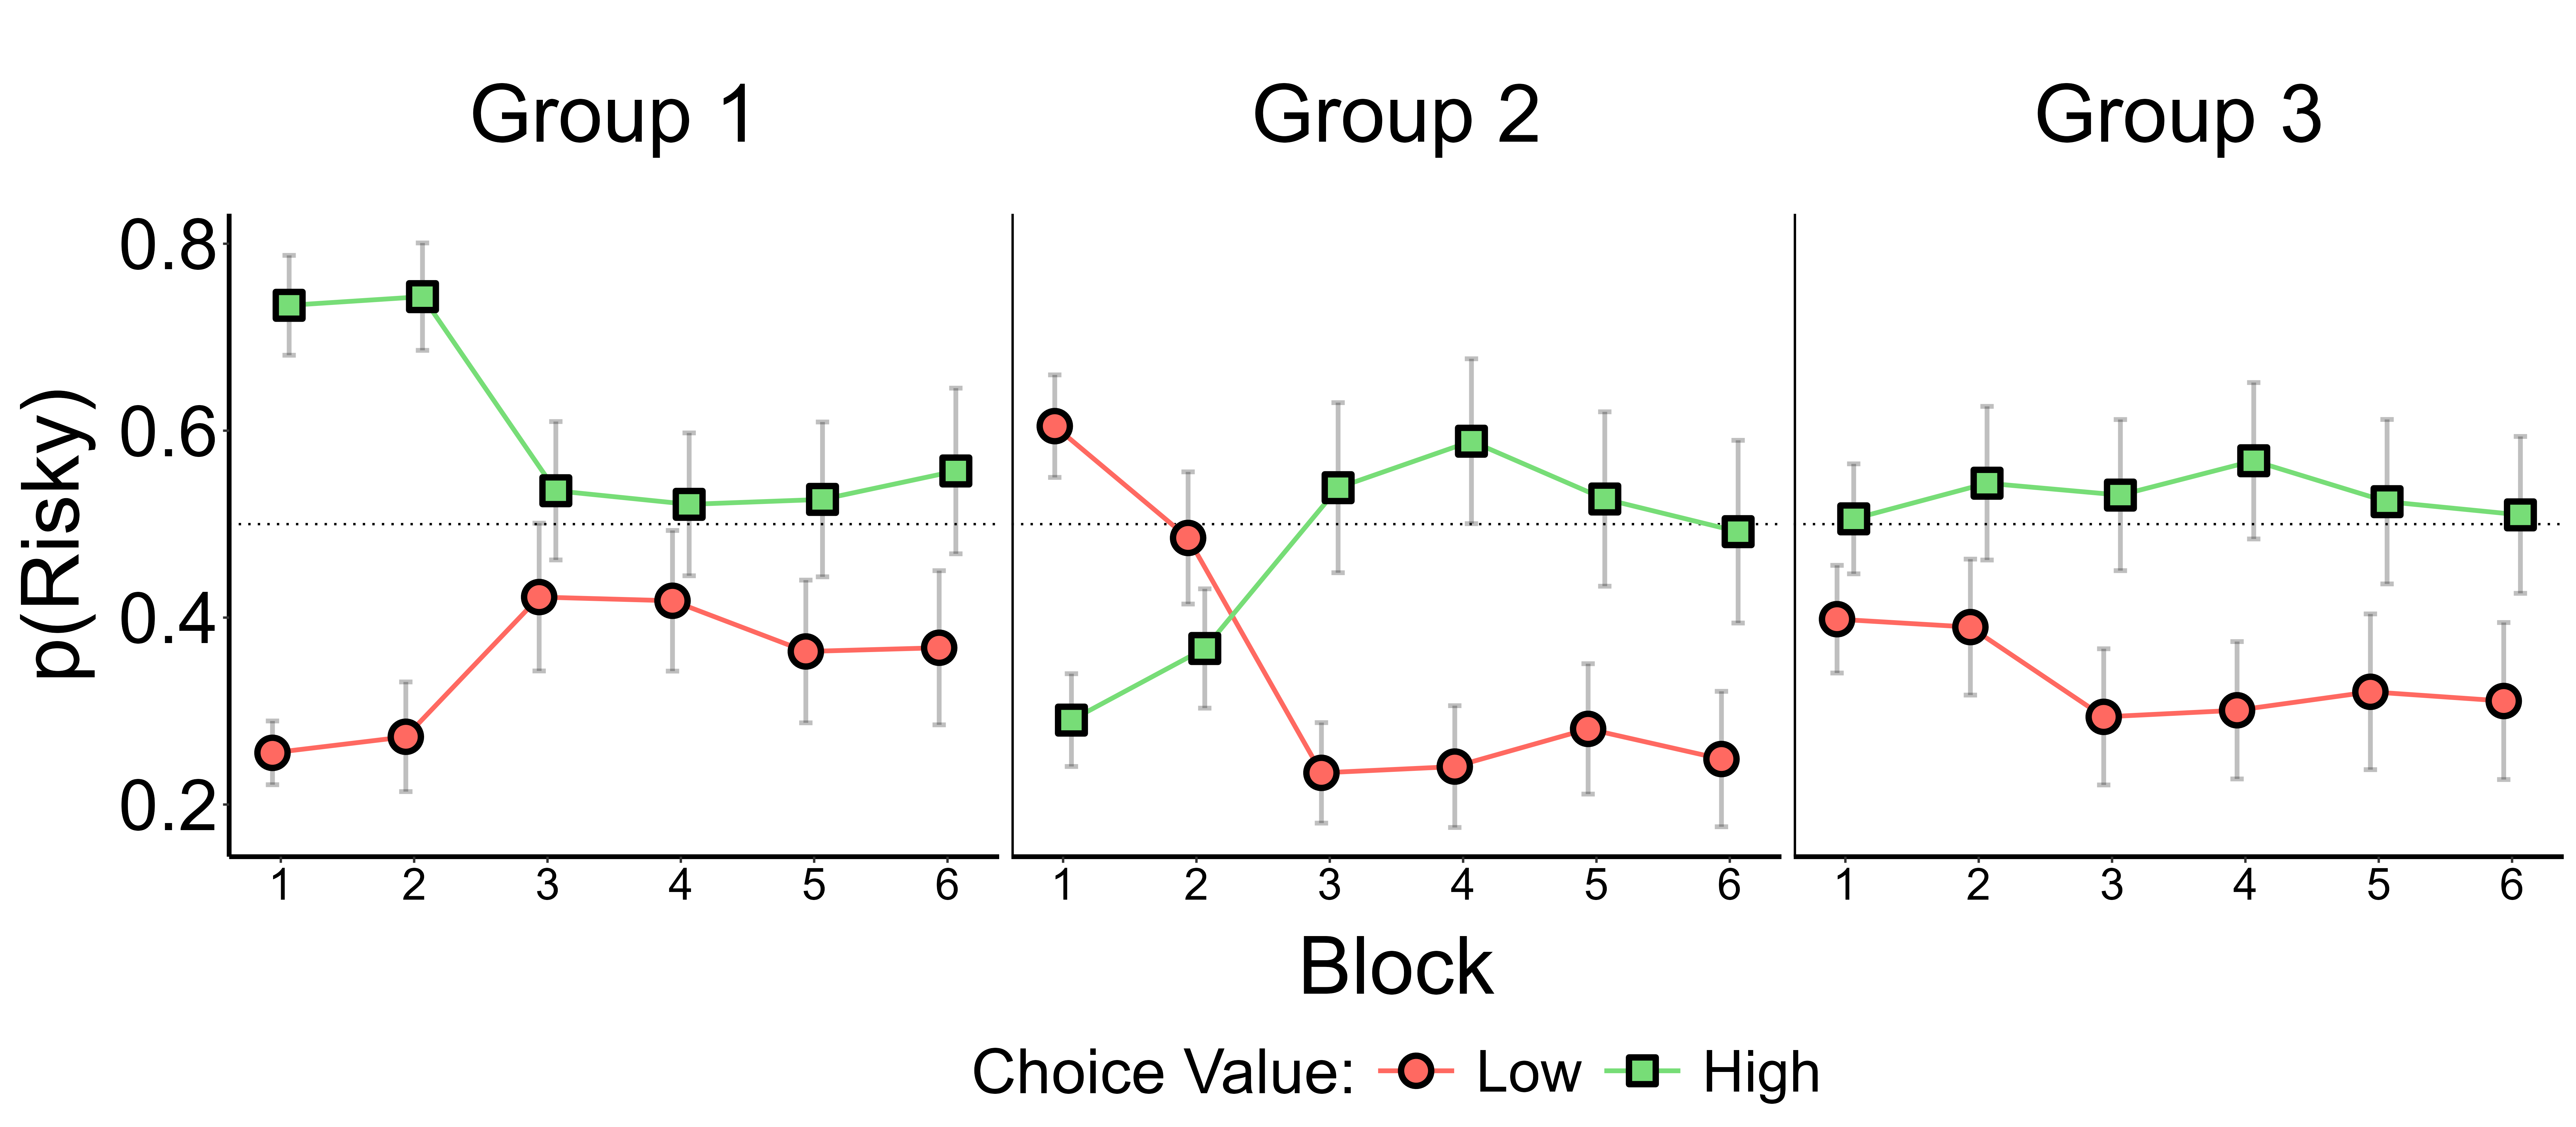 Group 1 Group 2 Group 3
0.8
0.6
0.4
0.2
p(Risky)
1 2 3 4 5 6 1 2 3 4 5 6 1 2 3 4 5 6
Block
Choice Value: Low High